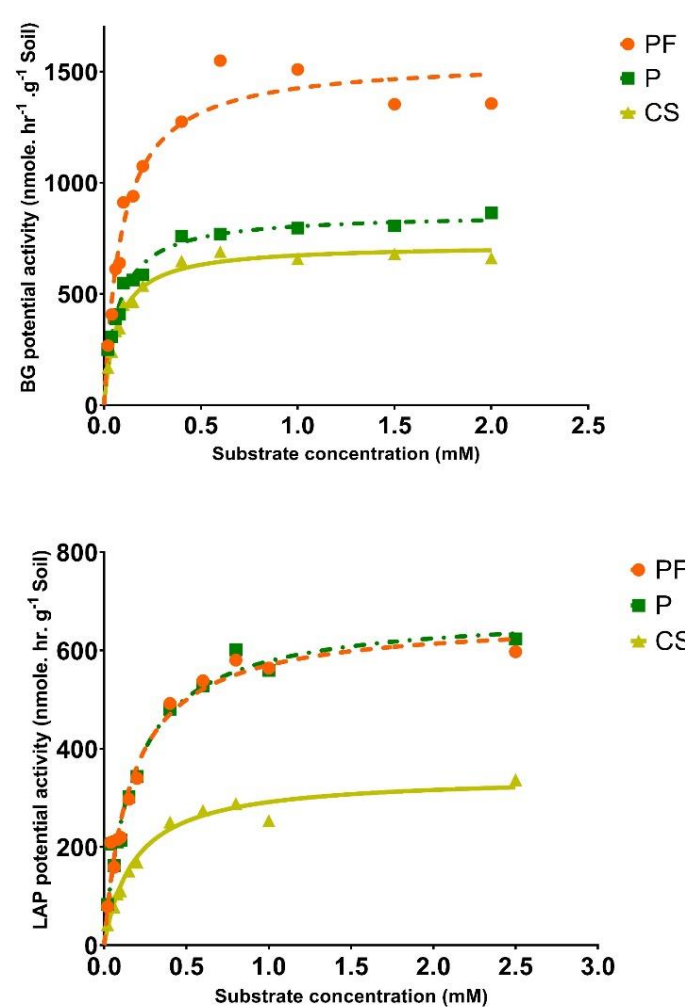 BG potential activity (nmole. hr⁻¹ .g⁻¹ Soil)
1500
1000
500
0
0.0 0.5 1.0 1.5 2.0 2.5
Substrate concentration (mM)
PF
P
CS
LAP potential activity (nmole. hr. g⁻¹ Soil)
800
600
400
200
0
0.0 0.5 1.0 1.5 2.0 2.5 3.0
Substrate concentration (mM)
PF
P
CS